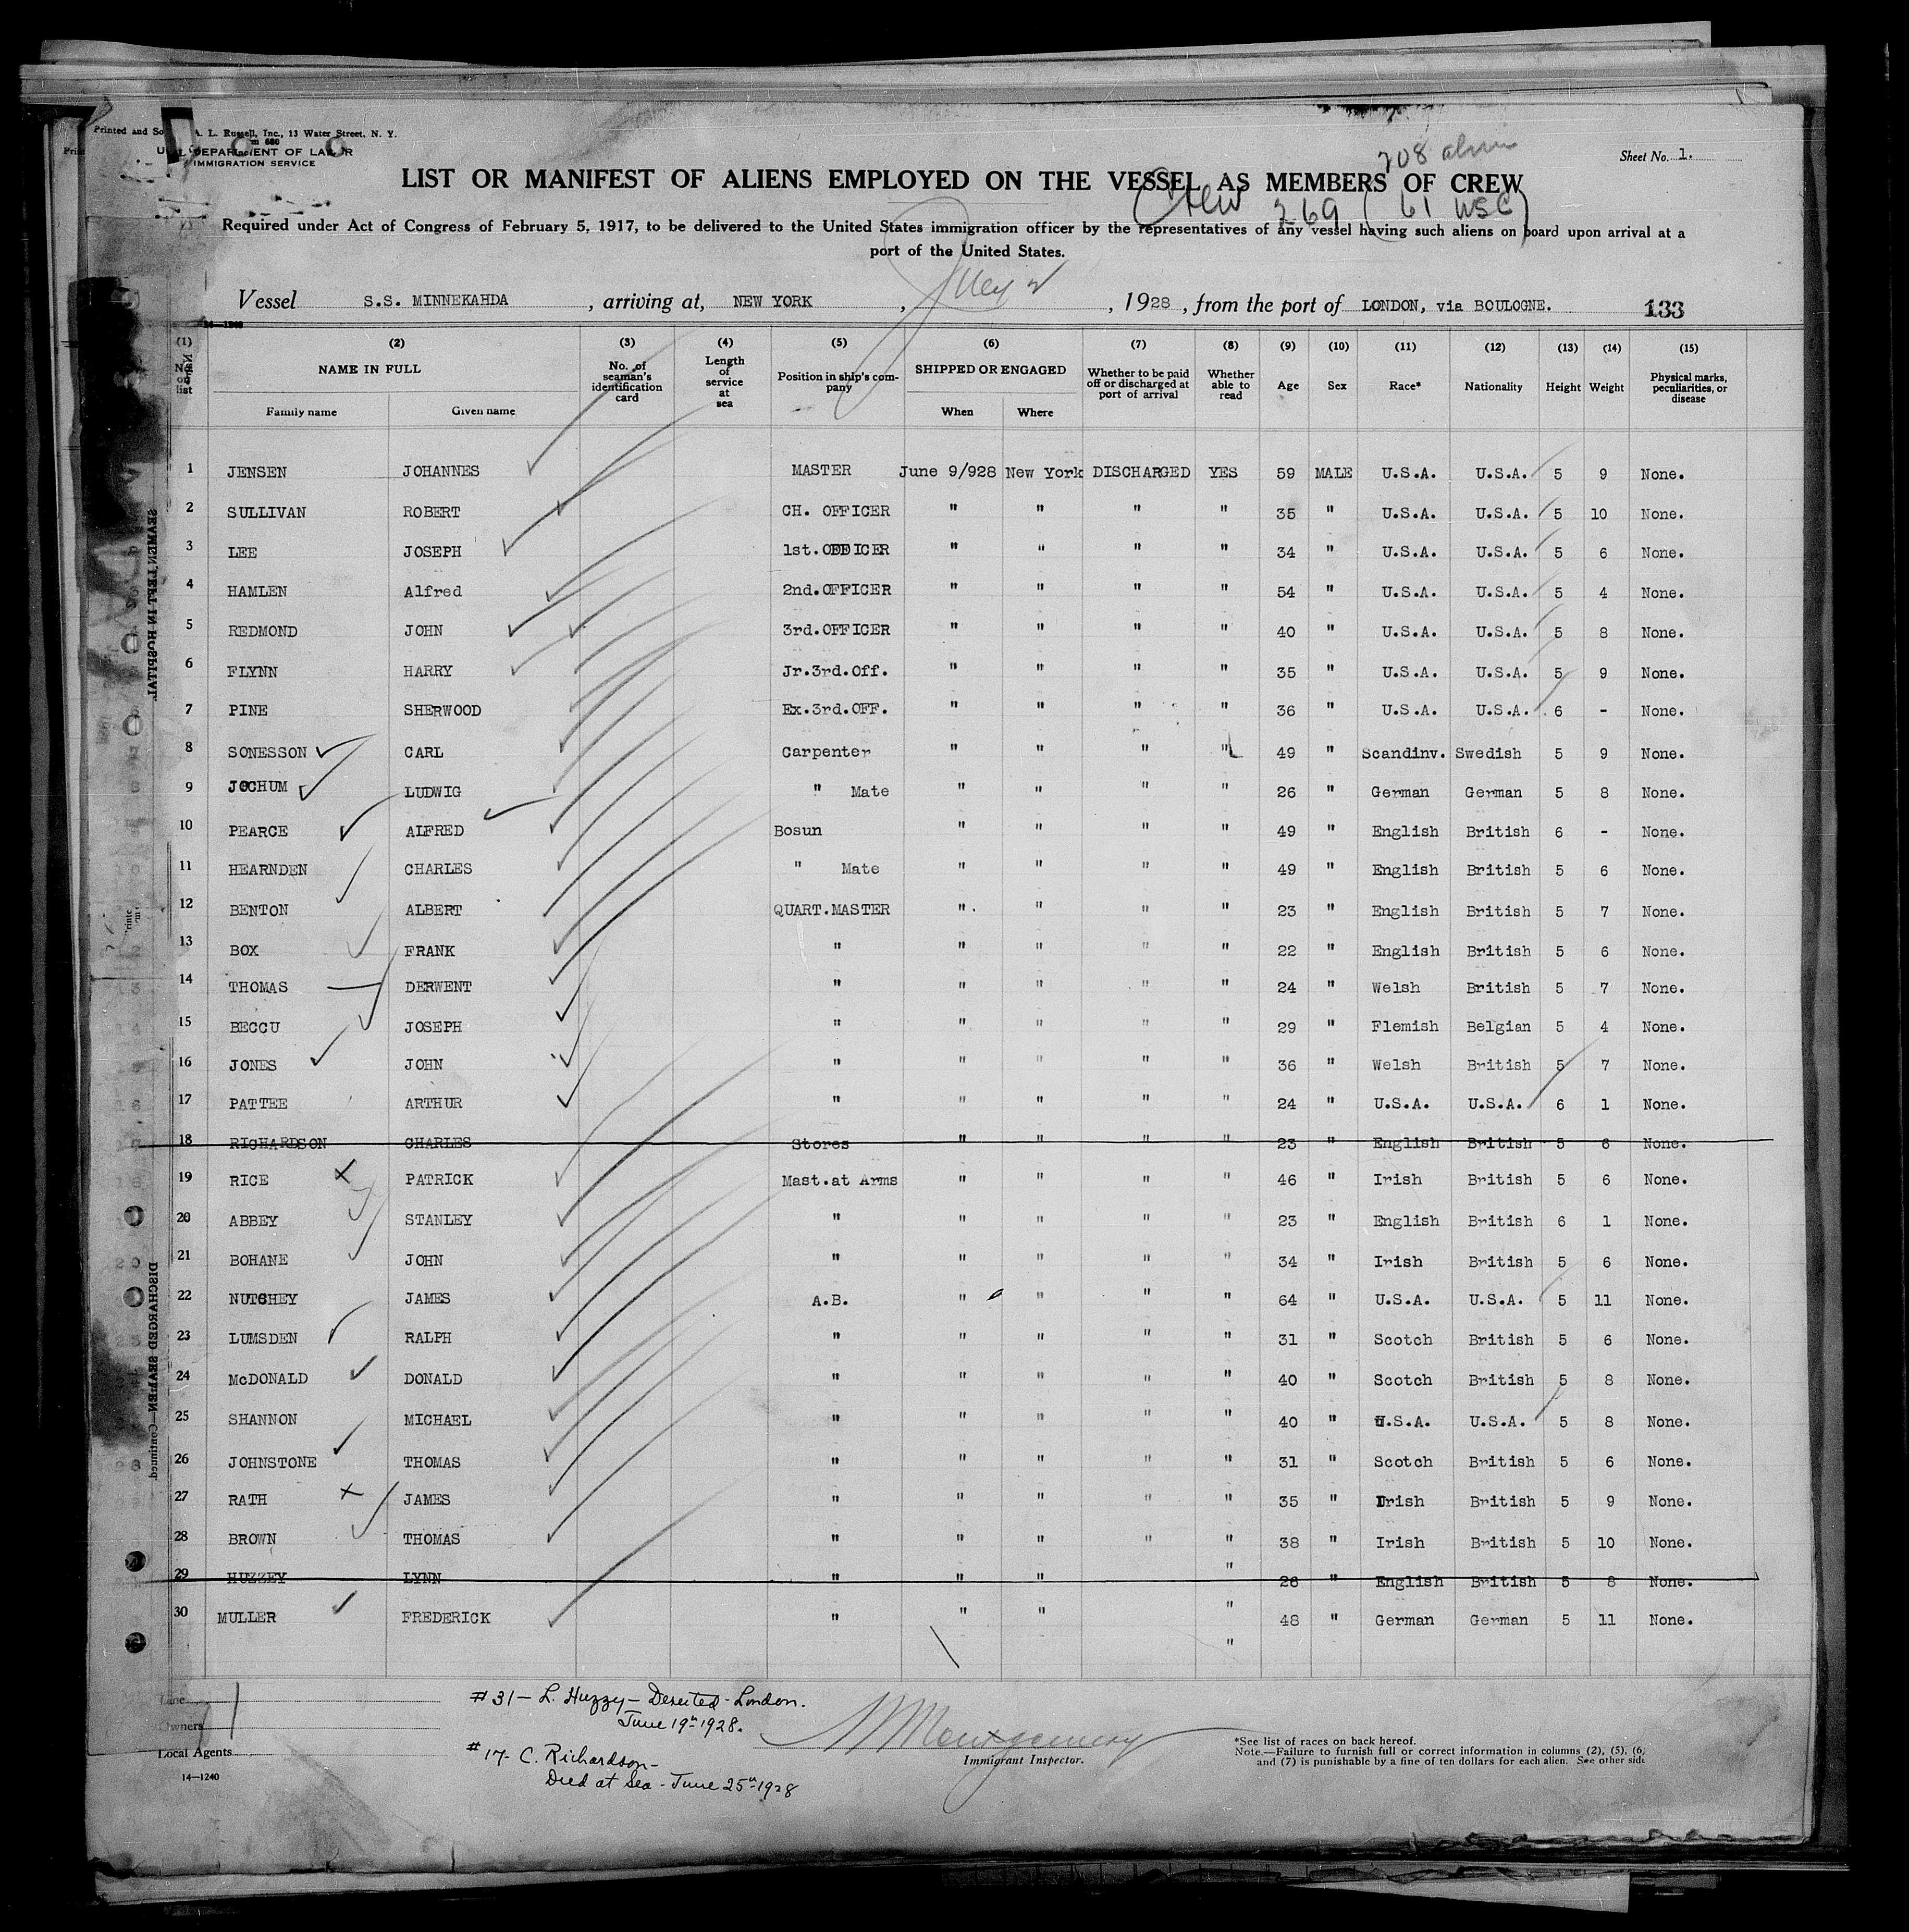 Printed and So A. L. Russell, Inc., 13 Water Street, N. Y.
DEPARTMENT OF LABOR
IMMIGRATION SERVICE
Sheet No. 1.
208 alien
LIST OR MANIFEST OF ALIENS EMPLOYED ON THE VESSEL AS MEMBERS OF CREW
Crew 269 (61 USC)
Required under Act of Congress of February 5, 1917, to be delivered to the United States immigration officer by the representatives of any vessel having such aliens on board upon arrival at a
port of the United States.
Vessel S.S. MINNEKAHDA, arriving at, NEW YORK, July 2, 1928, from the port of LONDON, via BOULOGNE. 133
(1) (2) (3) (4) (5) (6) (7) (8) (9) (10) (11) (12) (13) (14) (15)
No. on list NAME IN FULL No. of seaman's identification card Length of service at sea Position in ship's company SHIPPED OR ENGAGED Whether to be paid off or discharged at port of arrival Whether able to read Age Sex Race* Nationality Height Weight Physical marks, peculiarities, or disease
Family name Given name When Where
1 JENSEN JOHANNES MASTER June 9/928 New York DISCHARGED YES 59 MALE U.S.A. U.S.A. 5 9 None.
2 SULLIVAN ROBERT CH. OFFICER " " " " 35 " U.S.A. U.S.A. 5 10 None.
3 LEE JOSEPH 1st. OFFICER " " " " 34 " U.S.A. U.S.A. 5 6 None.
4 HAMLEN Alfred 2nd.OFFICER " " " " 54 " U.S.A. U.S.A. 5 4 None.
5 REDMOND JOHN 3rd.OFFICER " " " " 40 " U.S.A. U.S.A. 5 8 None.
6 FLYNN HARRY Jr.3rd.Off. " " " " 35 " U.S.A. U.S.A. 5 9 None.
7 PINE SHERWOOD Ex.3rd.OFF. " " " " 36 " U.S.A. U.S.A. 6 - None.
8 SONESSON CARL Carpenter " " " " 49 " Scandinv. Swedish 5 9 None.
9 JOCHUM LUDWIG " Mate " " " " 26 " German German 5 8 None.
10 PEARCE ALFRED Bosun " " " " 49 " English British 6 - None.
11 HEARNDEN CHARLES " Mate " " " " 49 " English British 5 6 None.
12 BENTON ALBERT QUART.MASTER " " " " 23 " English British 5 7 None.
13 BOX FRANK " " " " " 22 " English British 5 6 None.
14 THOMAS DERWENT " " " " " 24 " Welsh British 5 7 None.
15 BECCU JOSEPH " " " " " 29 " Flemish Belgian 5 4 None.
16 JONES JOHN " " " " " 36 " Welsh British 5 7 None.
17 PATTEE ARTHUR " " " " " 24 " U.S.A. U.S.A. 6 1 None.
18 RICHARDSON CHARLES Stores " " " " 23 " English British 5 6 None.
19 RICE PATRICK Mast.at Arms " " " " 46 " Irish British 5 6 None.
20 ABBEY STANLEY " " " " " 23 " English British 6 1 None.
21 BOHANE JOHN " " " " " 34 " Irish British 5 6 None.
22 NUTCHEY JAMES A.B. " " " " 64 " U.S.A. U.S.A. 5 11 None.
23 LUMSDEN RALPH " " " " " 31 " Scotch British 5 6 None.
24 McDONALD DONALD " " " " " 40 " Scotch British 5 8 None.
25 SHANNON MICHAEL " " " " " 40 " U.S.A. U.S.A. 5 8 None.
26 JOHNSTONE THOMAS " " " " " 31 " Scotch British 5 6 None.
27 RATH JAMES " " " " " 35 " Irish British 5 9 None.
28 BROWN THOMAS " " " " " 38 " Irish British 5 10 None.
29 HUZZEY LYNN " " " " 26 " English British 5 8 None.
30 MULLER FREDERICK " " " " 48 " German German 5 11 None.
"
SEAMEN LEFT IN HOSPITAL
DISCHARGED SEAMEN—Continued
Line
Owners
Local Agents
14—1240
#31 — L. Huzzy — Deserted - London.
June 19th 1928.
#17 - C. Richardson —
Died at Sea - June 25th 1928
Montgomery
Immigrant Inspector.
*See list of races on back hereof.
Note.—Failure to furnish full or correct information in columns (2), (5), (6)
and (7) is punishable by a fine of ten dollars for each alien. See other side